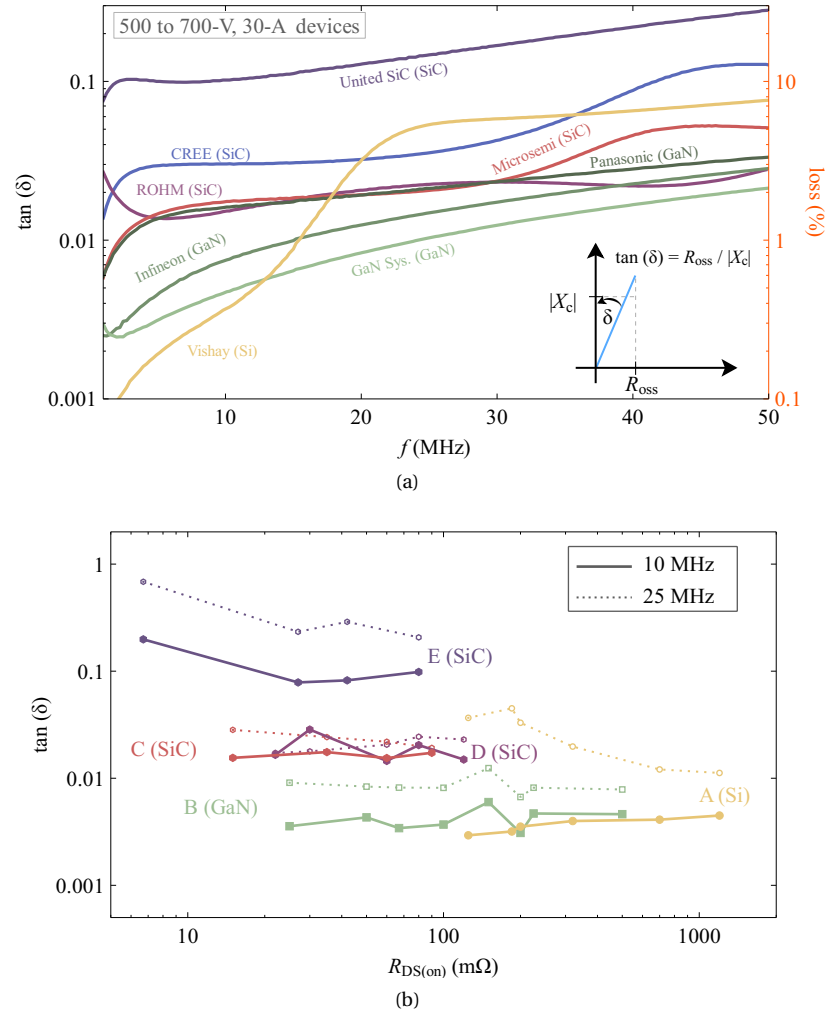 500 to 700-V, 30-A devices
0.1
0.01
0.001
tan (δ)
10
1
0.1
loss (%)
United SiC (SiC)
CREE (SiC)
ROHM (SiC)
Microsemi (SiC)
Panasonic (GaN)
Infineon (GaN)
GaN Sys. (GaN)
Vishay (Si)
tan (δ) = Ross / |Xc|
|Xc|
δ
Ross
10 20 30 40 50
f (MHz)
(a)
1
0.1
0.01
0.001
tan (δ)
10 MHz
25 MHz
E (SiC)
C (SiC)
D (SiC)
B (GaN)
A (Si)
10 100 1000
RDS(on) (mΩ)
(b)